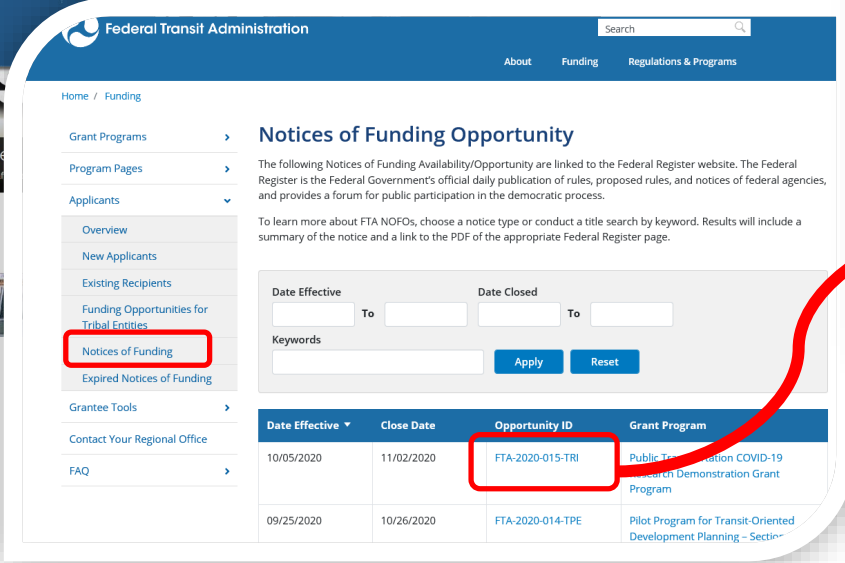 Federal Transit Administration
Search
About Funding Regulations & Programs
Home / Funding
Grant Programs
Program Pages
Applicants
Overview
New Applicants
Existing Recipients
Funding Opportunities for
Tribal Entities
Notices of Funding
Expired Notices of Funding
Grantee Tools
Contact Your Regional Office
FAQ
Notices of Funding Opportunity
The following Notices of Funding Availability/Opportunity are linked to the Federal Register website. The Federal
Register is the Federal Government's official daily publication of rules, proposed rules, and notices of federal agencies,
and provides a forum for public participation in the democratic process.
To learn more about FTA NOFOs, choose a notice type or conduct a title search by keyword. Results will include a
summary of the notice and a link to the PDF of the appropriate Federal Register page.
Date Effective Date Closed
To To
Keywords
Apply Reset
Date Effective Close Date Opportunity ID Grant Program
10/05/2020 11/02/2020 FTA-2020-015-TRI Public Transportation COVID-19
Research Demonstration Grant
Program
09/25/2020 10/26/2020 FTA-2020-014-TPE Pilot Program for Transit-Oriented
Development Planning – Section